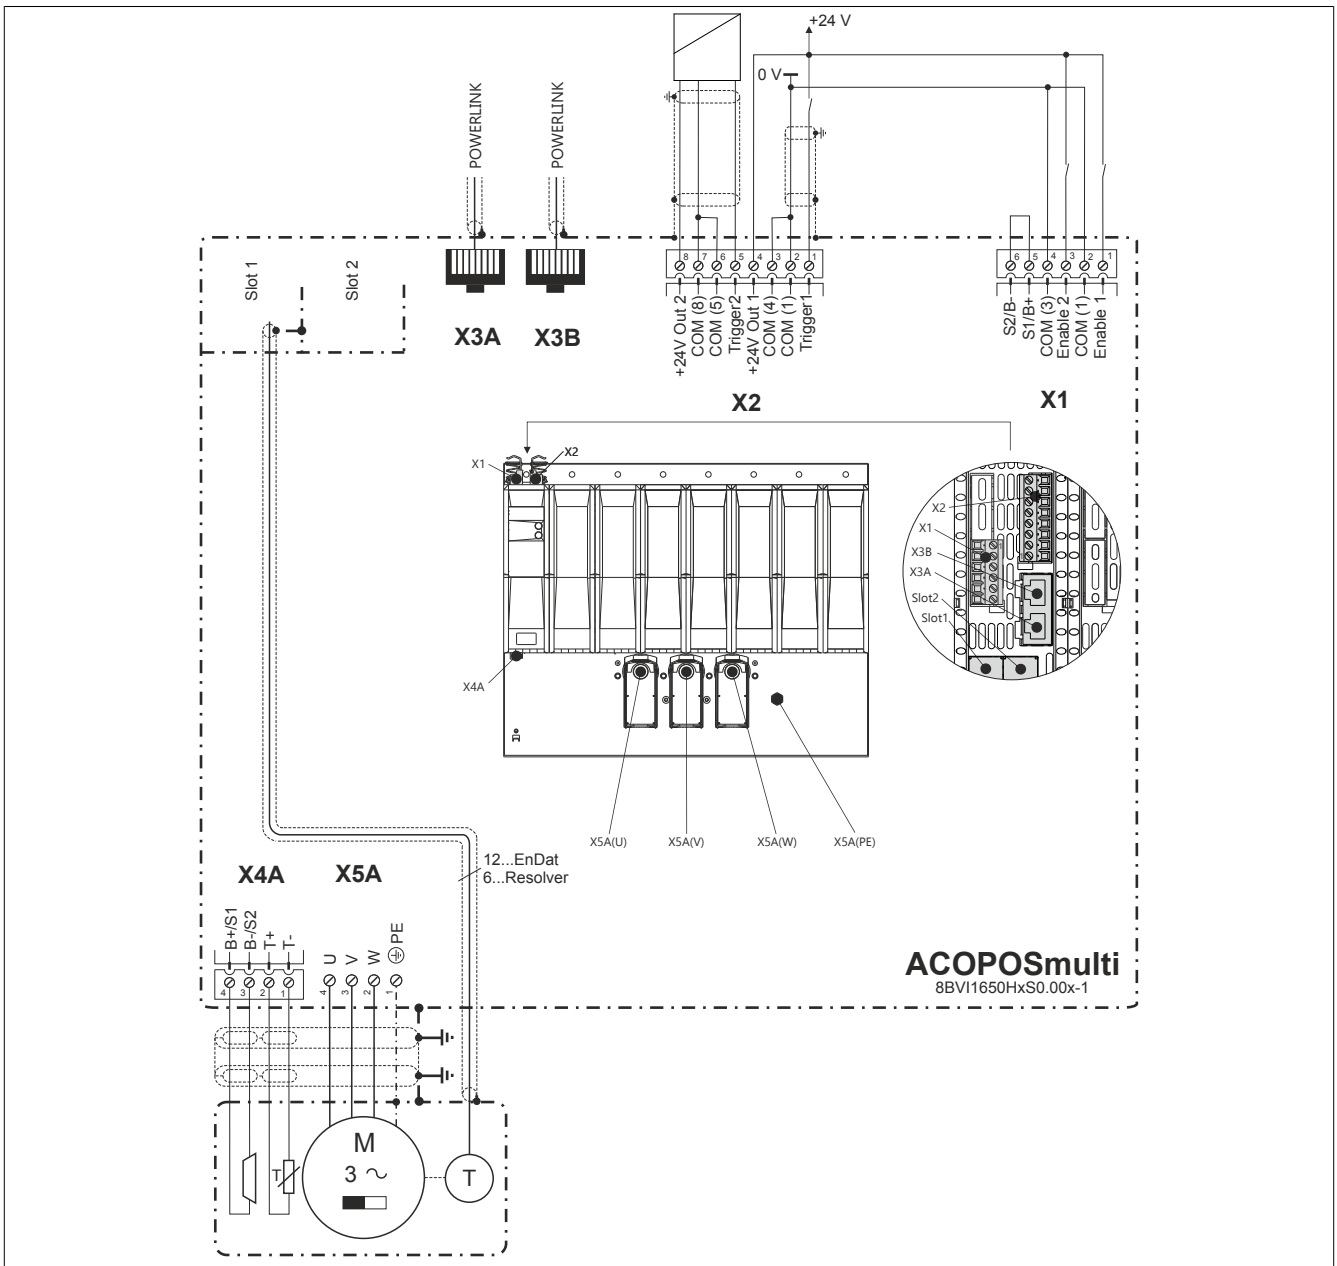 +24 V
0 V
POWERLINK
POWERLINK
Slot 1
Slot 2
8 7 6 5 4 3 2 1
6 5 4 3 2 1
+24V Out 2
COM (8)
COM (5)
Trigger2
+24V Out 1
COM (4)
COM (1)
Trigger1
S2/B-
S1/B+
COM (3)
Enable 2
COM (1)
Enable 1
X3A
X3B
X2
X1
X1
X2
X2
X1
X3B
X3A
Slot2
Slot1
X4A
X5A(U)
X5A(V)
X5A(W)
X5A(PE)
12...EnDat
6...Resolver
X4A
X5A
B+/S1
B-/S2
T+
T-
U
V
W
PE
4 3 2 1
4 3 2 1
ACOPOSmulti
8BVI1650HxS0.00x-1
M
3 ~
T
T